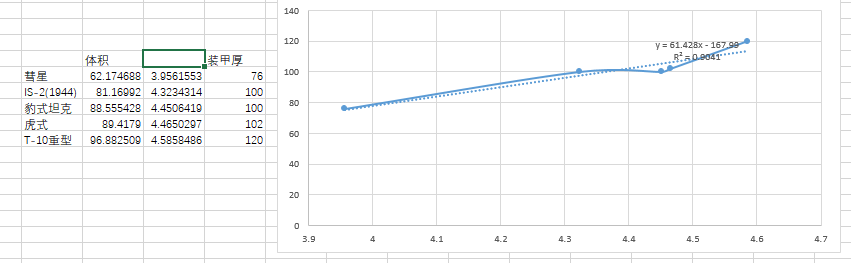 体积 装甲厚
彗星 62.174688 3.9561553 76
IS-2(1944) 81.16992 4.3234314 100
豹式坦克 88.555428 4.4506419 100
虎式 89.4179 4.4650297 102
T-10重型 96.882509 4.5858486 120
140
120
100
80
60
40
20
0
y = 61.428x - 167.99
R² = 0.9041
3.9 4 4.1 4.2 4.3 4.4 4.5 4.6 4.7